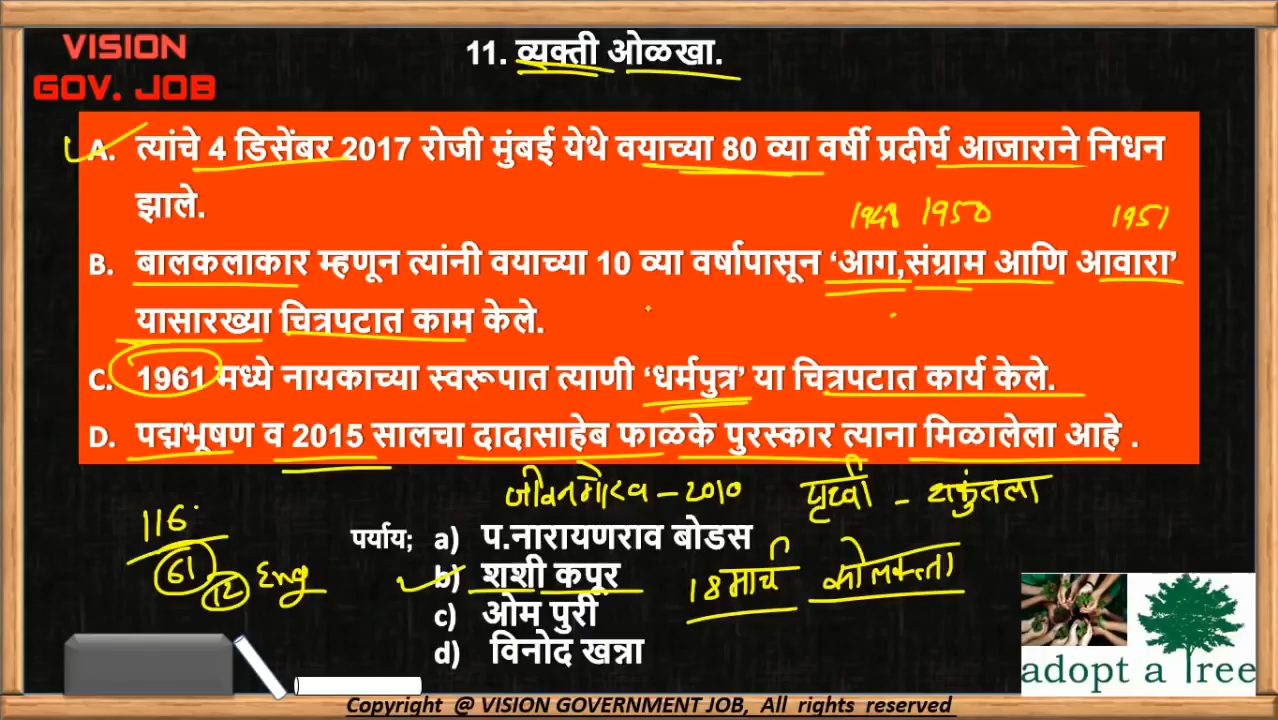 VISION
GOV. JOB
11. व्यक्ती ओळखा.
A. त्यांचे 4 डिसेंबर 2017 रोजी मुंबई येथे वयाच्या 80 व्या वर्षी प्रदीर्घ आजाराने निधन
झाले.
1948 1950 1951
B. बालकलाकार म्हणून त्यांनी वयाच्या 10 व्या वर्षापासून ‘आग,संग्राम आणि आवारा’
यासारख्या चित्रपटात काम केले.
C. 1961 मध्ये नायकाच्या स्वरूपात त्याणी ‘धर्मपुत्र’ या चित्रपटात कार्य केले.
D. पद्मभूषण व 2015 सालचा दादासाहेब फाळके पुरस्कार त्याना मिळालेला आहे .
जीवनगौरव - 2010 पृथ्वी - शकुंतला
116
61 12 Eng
पर्याय; a) प.नारायणराव बोडस
b) शशी कपूर 18 मार्च कोलकत्ता
c) ओम पुरी
d) विनोद खन्ना
adopt a Tree
Copyright @ VISION GOVERNMENT JOB, All rights reserved